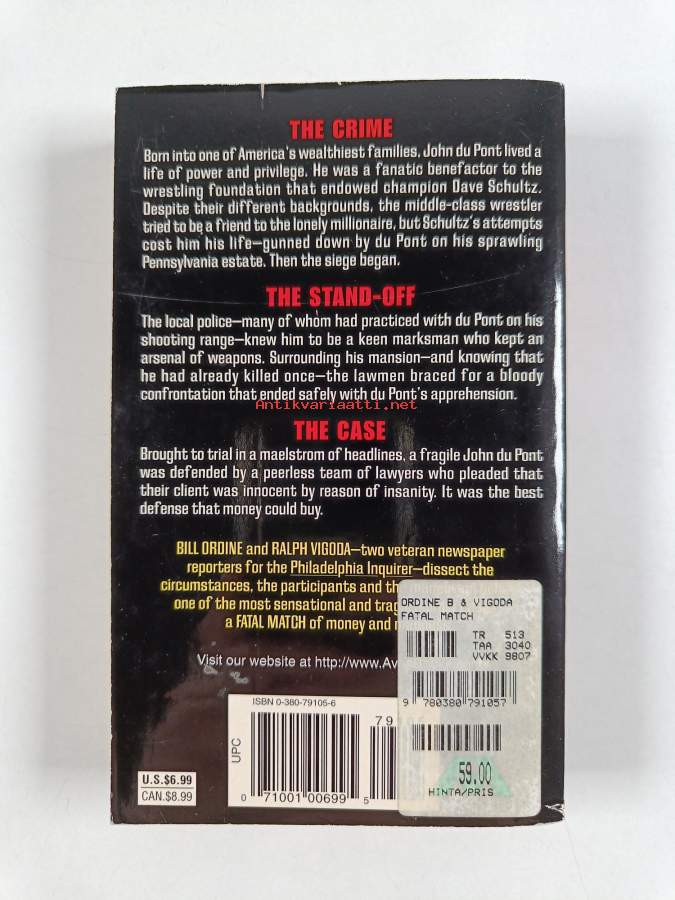 THE CRIME
Born into one of America's wealthiest families, John du Pont lived a
life of power and privilege. He was a fanatic benefactor to the
wrestling foundation that endowed champion Dave Schultz.
Despite their different backgrounds, the middle-class wrestler
tried to be a friend to the lonely millionaire, but Schultz's attempts
cost him his life—gunned down by du Pont on his sprawling
Pennsylvania estate. Then the siege began.
THE STAND-OFF
The local police—many of whom had practiced with du Pont on his
shooting range—knew him to be a keen marksman who kept an
arsenal of weapons. Surrounding his mansion—and knowing that
he had already killed once—the lawmen braced for a bloody
confrontation that ended safely with du Pont's apprehension.
Antikvariaatti.net
THE CASE
Brought to trial in a maelstrom of headlines, a fragile John du Pont
was defended by a peerless team of lawyers who pleaded that
their client was innocent by reason of insanity. It was the best
defense that money could buy.
BILL ORDINE and RALPH VIGODA—two veteran newspaper
reporters for the Philadelphia Inquirer—dissect the
circumstances, the participants and th
one of the most sensational and trag
a FATAL MATCH of money and
Visit our website at http://www.Av
ORDINE B & VIGODA
FATAL MATCH
TR 513
TAA 3040
VVKK 9807
9 780380 791057
59.00
HINTA/PRIS
ISBN 0-380-79105-6
79
UPC
0 71001 00699 5
U.S.$6.99
CAN.$8.99